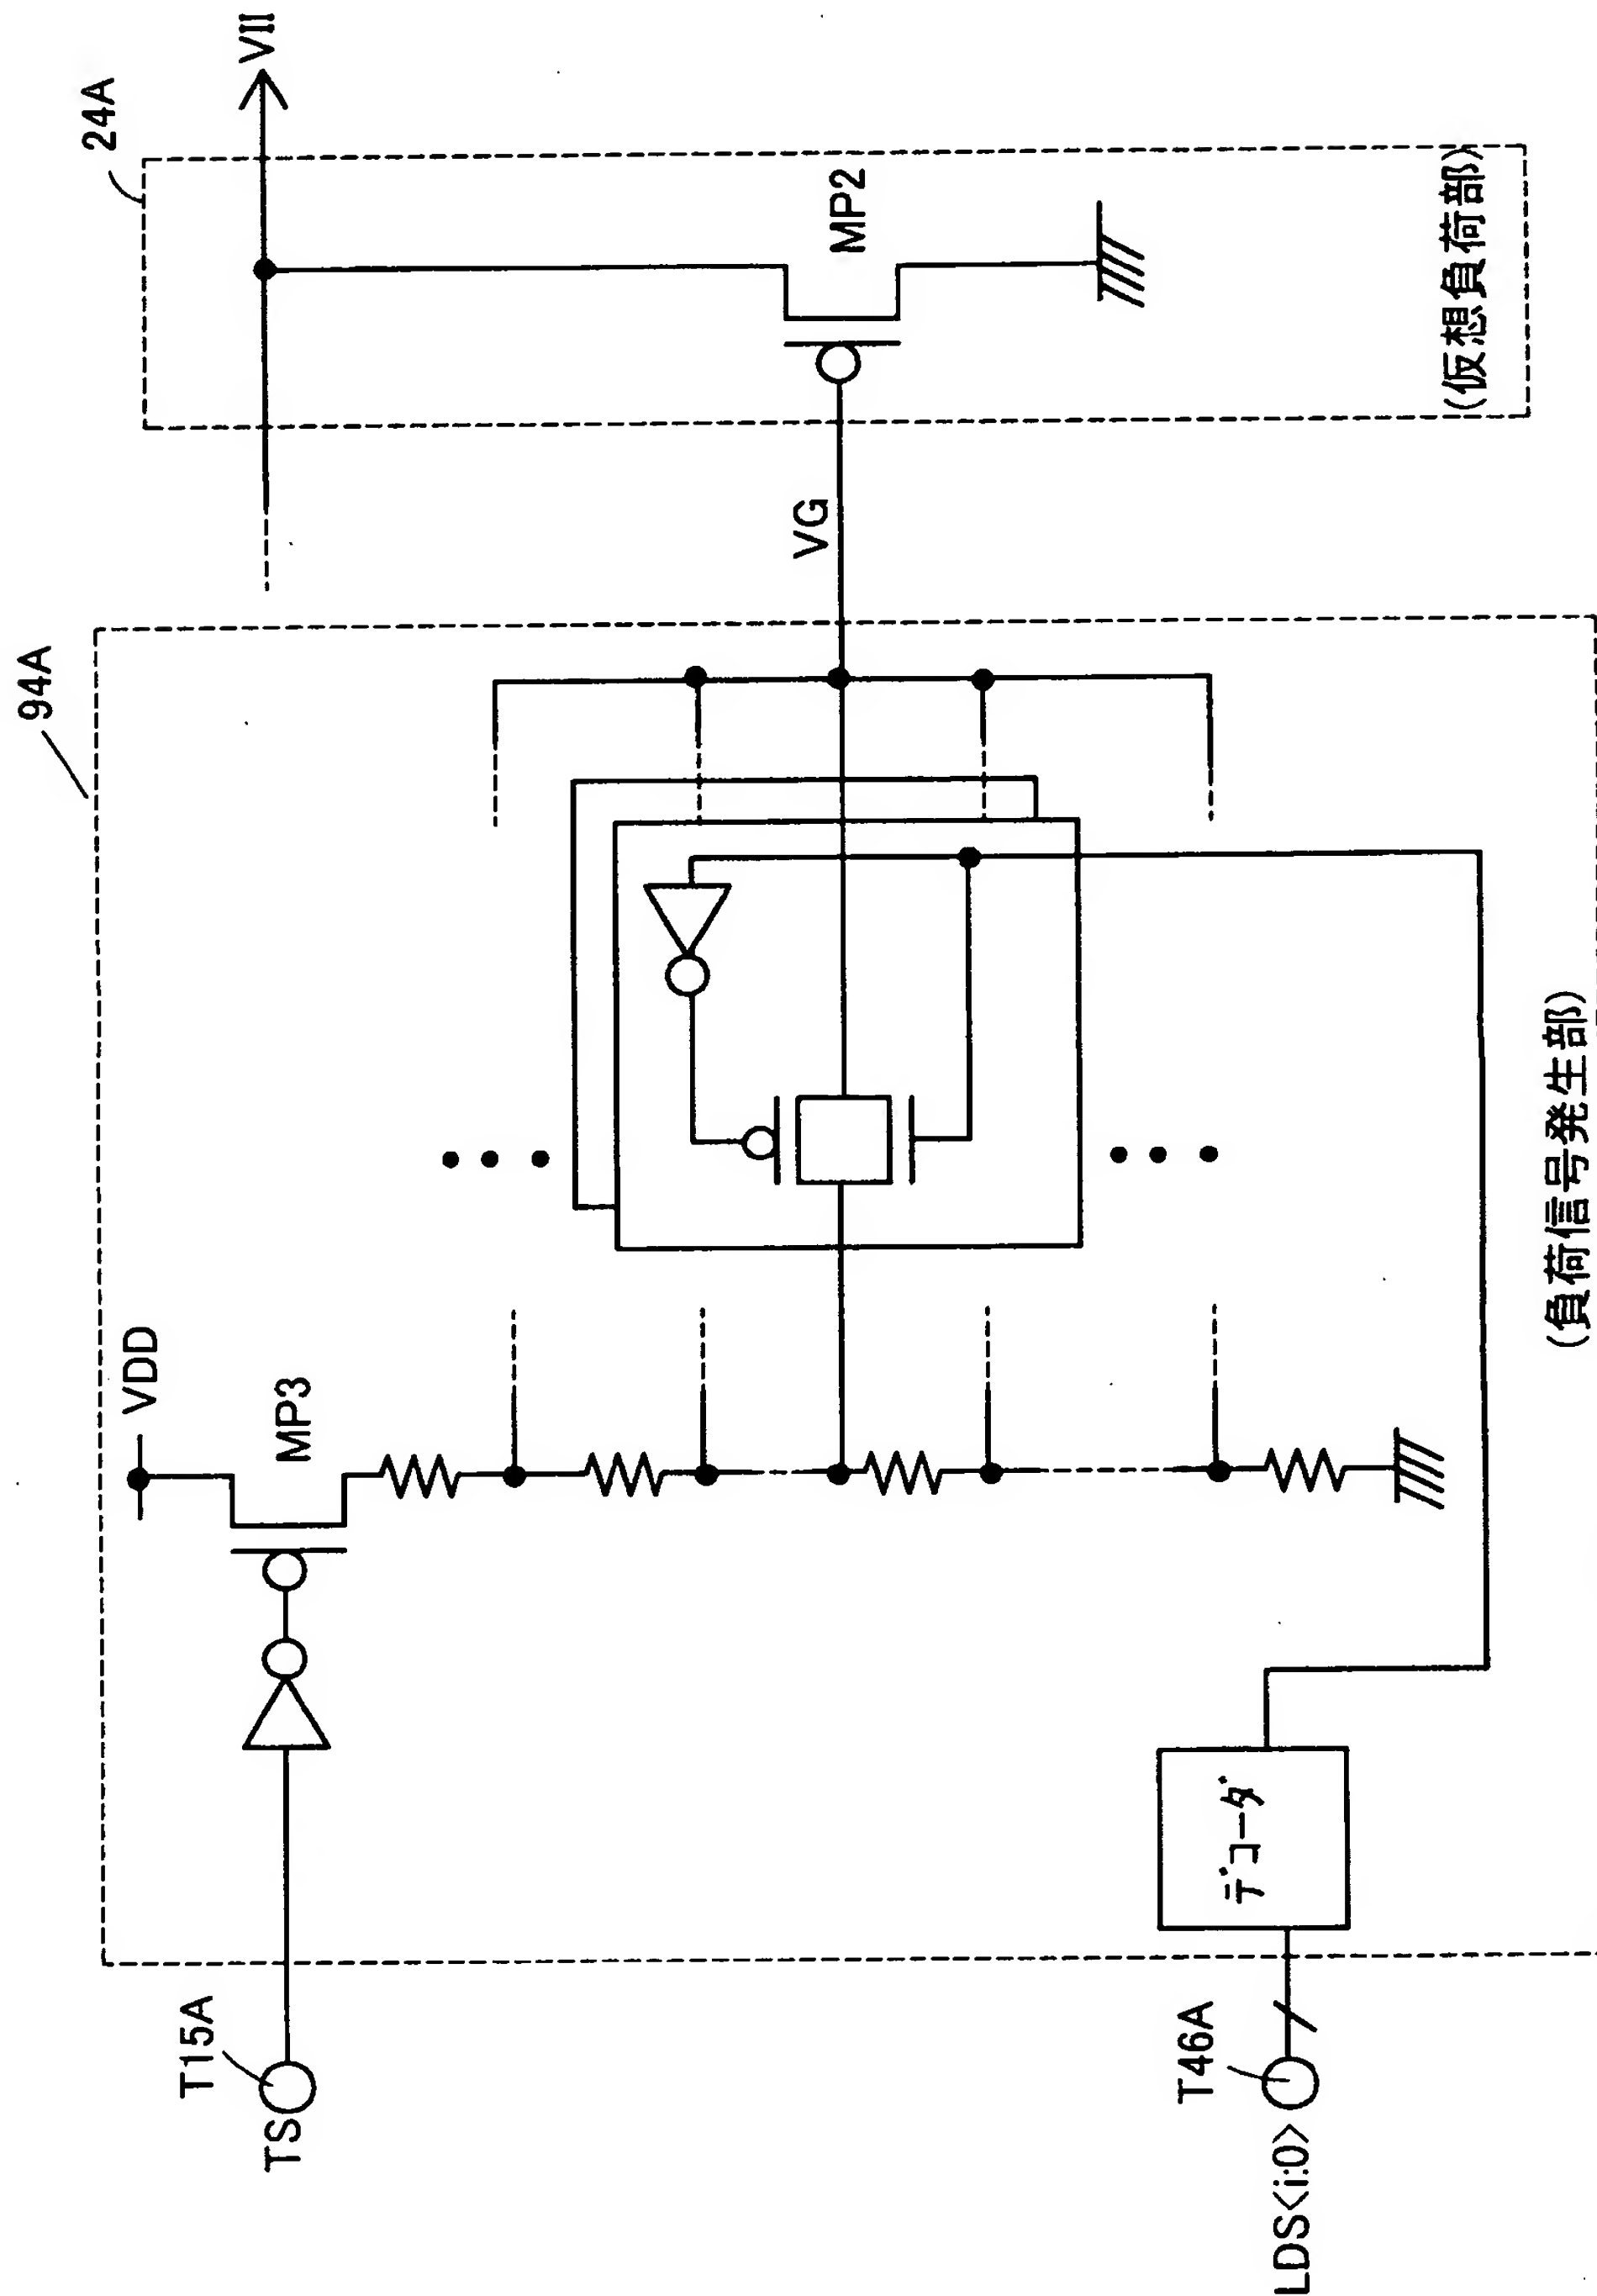 94A
24A
VDD
VII
MP3
MP2
VG
T15A
TS
デコーダ
T46A
LDS<i:0>
(負荷信号発生部)
(仮想負荷部)